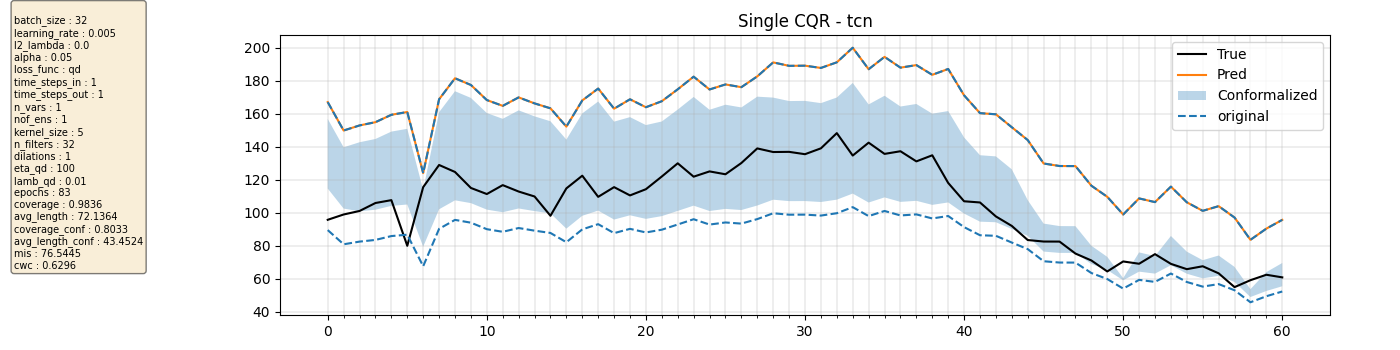 Single CQR - tcn
batch_size : 32
learning_rate : 0.005
l2_lambda : 0.0
alpha : 0.05
loss_func : qd
time_steps_in : 1
time_steps_out : 1
n_vars : 1
nof_ens : 1
kernel_size : 5
n_filters : 32
dilations : 1
eta_qd : 100
lamb_qd : 0.01
epochs : 83
coverage : 0.9836
avg_length : 72.1364
coverage_conf : 0.8033
avg_length_conf : 43.4524
mis : 76.5445
cwc : 0.6296
200
180
160
140
120
100
80
60
40
True
Pred
Conformalized
original
0 10 20 30 40 50 60